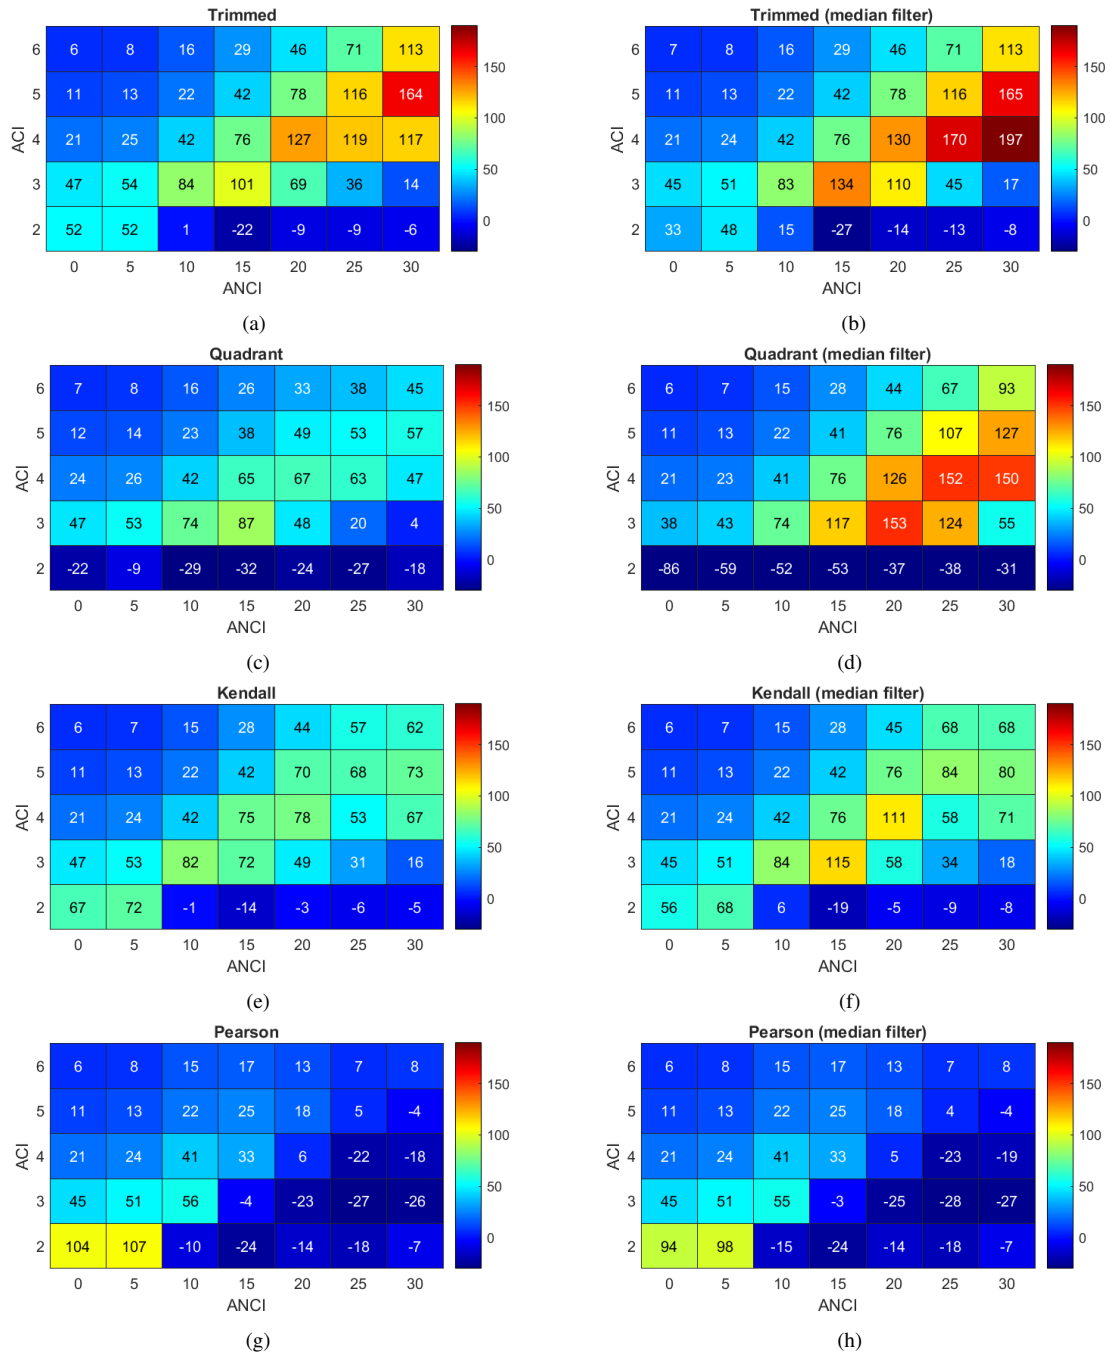 Trimmed
6 6 8 16 29 46 71 113
5 11 13 22 42 78 116 164
4 21 25 42 76 127 119 117
3 47 54 84 101 69 36 14
2 52 52 1 -22 -9 -9 -6
0 5 10 15 20 25 30
ANCI
ACI
150
100
50
0
(a)
Trimmed (median filter)
6 7 8 16 29 46 71 113
5 11 13 22 42 78 116 165
4 21 24 42 76 130 170 197
3 45 51 83 134 110 45 17
2 33 48 15 -27 -14 -13 -8
0 5 10 15 20 25 30
ANCI
ACI
150
100
50
0
(b)
Quadrant
6 7 8 16 26 33 38 45
5 12 14 23 38 49 53 57
4 24 26 42 65 67 63 47
3 47 53 74 87 48 20 4
2 -22 -9 -29 -32 -24 -27 -18
0 5 10 15 20 25 30
ANCI
ACI
150
100
50
0
(c)
Quadrant (median filter)
6 6 7 15 28 44 67 93
5 11 13 22 41 76 107 127
4 21 23 41 76 126 152 150
3 38 43 74 117 153 124 55
2 -86 -59 -52 -53 -37 -38 -31
0 5 10 15 20 25 30
ANCI
ACI
150
100
50
0
(d)
Kendall
6 6 7 15 28 44 57 62
5 11 13 22 42 70 68 73
4 21 24 42 75 78 53 67
3 47 53 82 72 49 31 16
2 67 72 -1 -14 -3 -6 -5
0 5 10 15 20 25 30
ANCI
ACI
150
100
50
0
(e)
Kendall (median filter)
6 6 7 15 28 45 68 68
5 11 13 22 42 76 84 80
4 21 24 42 76 111 58 71
3 45 51 84 115 58 34 18
2 56 68 6 -19 -5 -9 -8
0 5 10 15 20 25 30
ANCI
ACI
150
100
50
0
(f)
Pearson
6 6 8 15 17 13 7 8
5 11 13 22 25 18 5 -4
4 21 24 41 33 6 -22 -18
3 45 51 56 -4 -23 -27 -26
2 104 107 -10 -24 -14 -18 -7
0 5 10 15 20 25 30
ANCI
ACI
150
100
50
0
(g)
Pearson (median filter)
6 6 8 15 17 13 7 8
5 11 13 22 25 18 4 -4
4 21 24 41 33 5 -23 -19
3 45 51 55 -3 -25 -28 -27
2 94 98 -15 -24 -14 -18 -7
0 5 10 15 20 25 30
ANCI
ACI
150
100
50
0
(h)